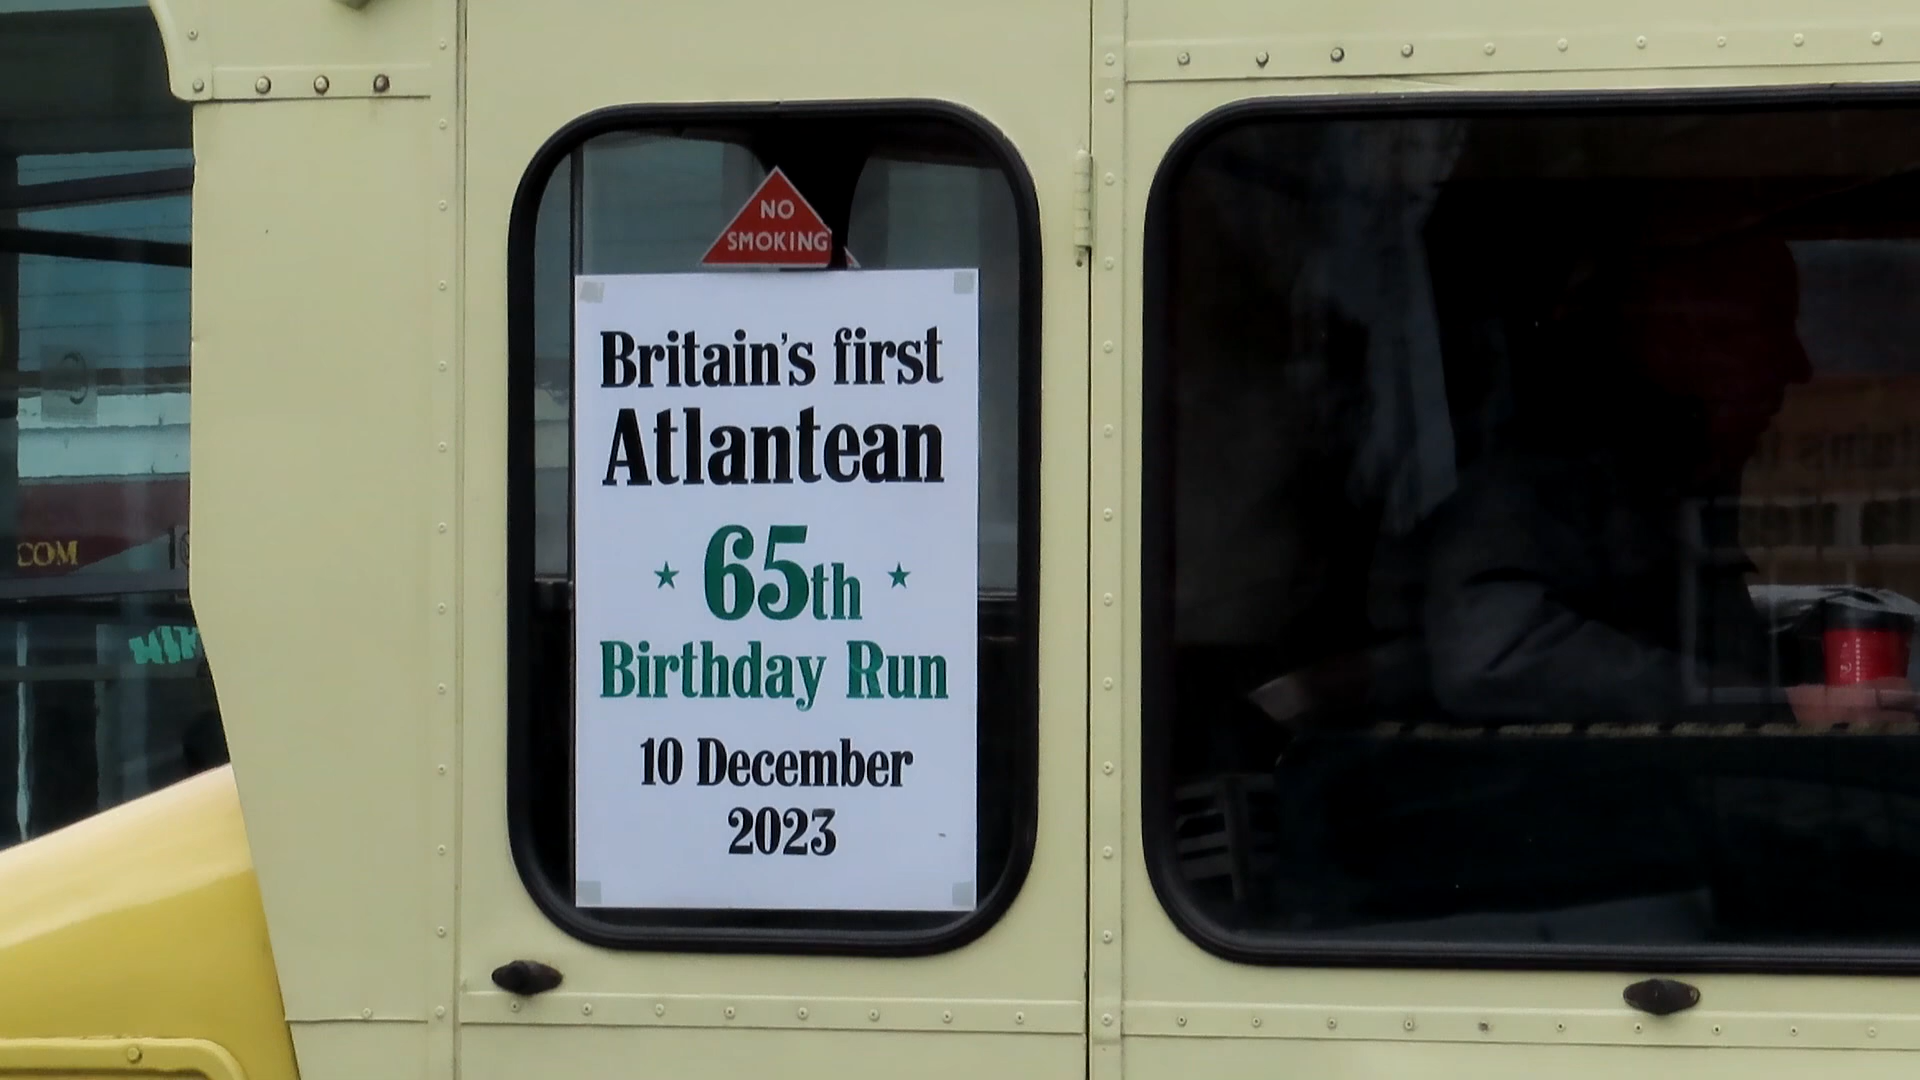 NO
SMOKING
Britain's first
Atlantean
65th
Birthday Run
10 December
2023
COM